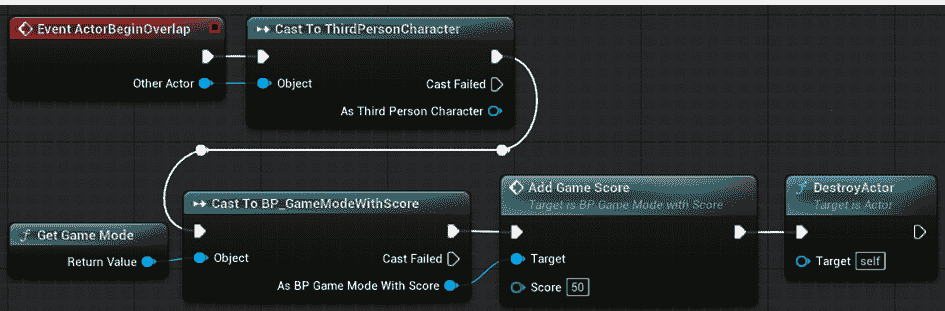 Event ActorBeginOverlap
Other Actor
Cast To ThirdPersonCharacter
Object
Cast Failed
As Third Person Character
Get Game Mode
Return Value
Cast To BP_GameModeWithScore
Object
Cast Failed
As BP Game Mode With Score
Add Game Score
Target is BP Game Mode with Score
Target
Score 50
DestroyActor
Target is Actor
Target self